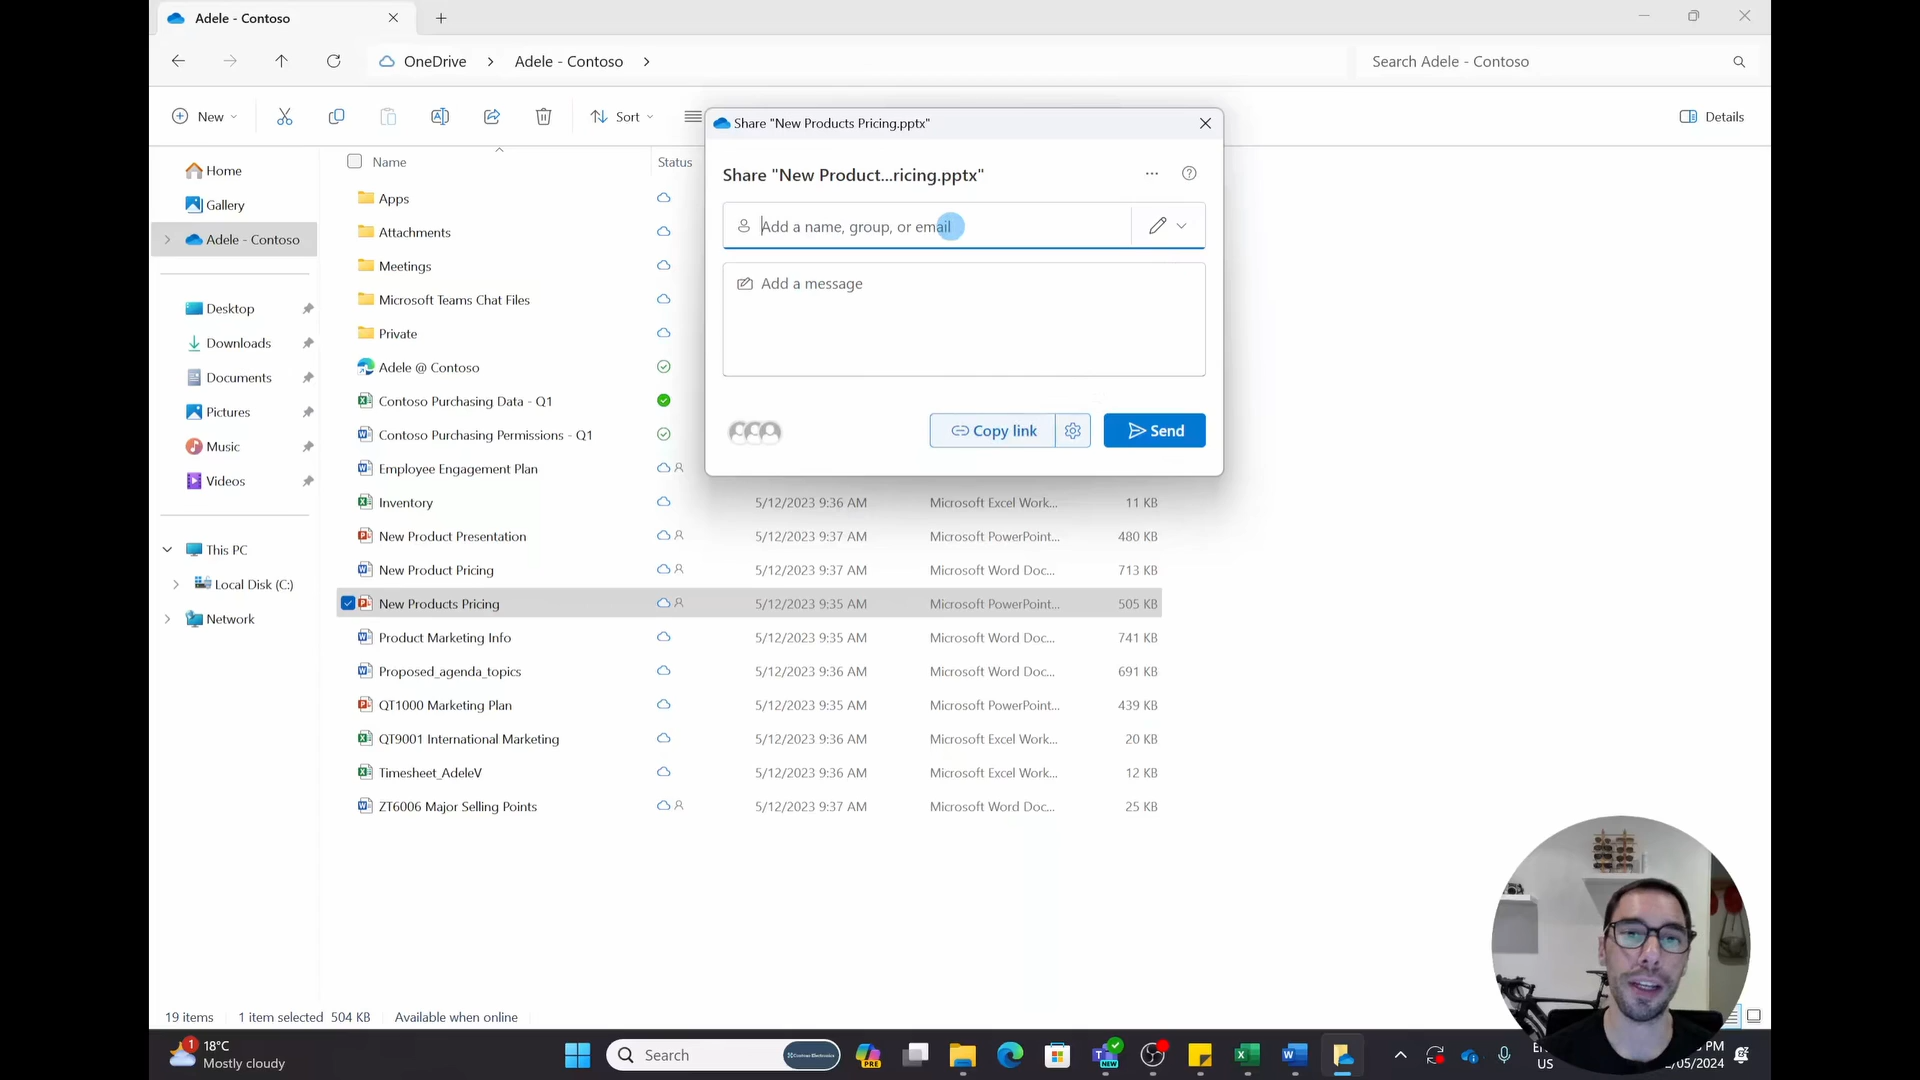 Adele - Contoso
OneDrive > Adele - Contoso >
Search Adele - Contoso
New
Sort
Details
Share "New Products Pricing.pptx"
Share "New Product...ricing.pptx"
Add a name, group, or email
Add a message
Copy link
Send
Home
Gallery
Adele - Contoso
Desktop
Downloads
Documents
Pictures
Music
Videos
This PC
Local Disk (C:)
Network
Name Status
Apps
Attachments
Meetings
Microsoft Teams Chat Files
Private
Adele @ Contoso
Contoso Purchasing Data - Q1
Contoso Purchasing Permissions - Q1
Employee Engagement Plan
Inventory 5/12/2023 9:36 AM Microsoft Excel Work... 11 KB
New Product Presentation 5/12/2023 9:37 AM Microsoft PowerPoint... 480 KB
New Product Pricing 5/12/2023 9:37 AM Microsoft Word Doc... 713 KB
New Products Pricing 5/12/2023 9:35 AM Microsoft PowerPoint... 505 KB
Product Marketing Info 5/12/2023 9:35 AM Microsoft Word Doc... 741 KB
Proposed_agenda_topics 5/12/2023 9:35 AM Microsoft Word Doc... 691 KB
QT1000 Marketing Plan 5/12/2023 9:35 AM Microsoft PowerPoint... 439 KB
QT9001 International Marketing 5/12/2023 9:36 AM Microsoft Excel Work... 20 KB
Timesheet_AdeleV 5/12/2023 9:36 AM Microsoft Excel Work... 12 KB
ZT6006 Major Selling Points 5/12/2023 9:37 AM Microsoft Word Doc... 25 KB
19 items 1 item selected 504 KB Available when online
1
18°C
Mostly cloudy
Search
Contoso Electronics
PRE
NEW
US
PM
/05/2024